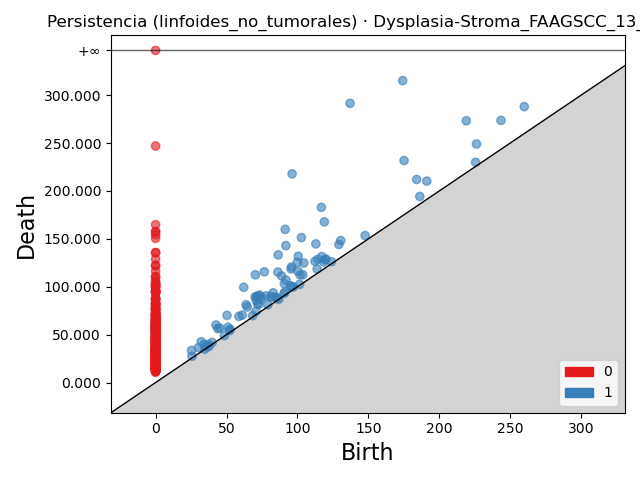 Persistencia (linfoides_no_tumorales) · Dysplasia-Stroma_FAAGSCC_13_
+∞
300.000
250.000
200.000
150.000
100.000
50.000
0.000
Death
0
1
0 50 100 150 200 250 300
Birth